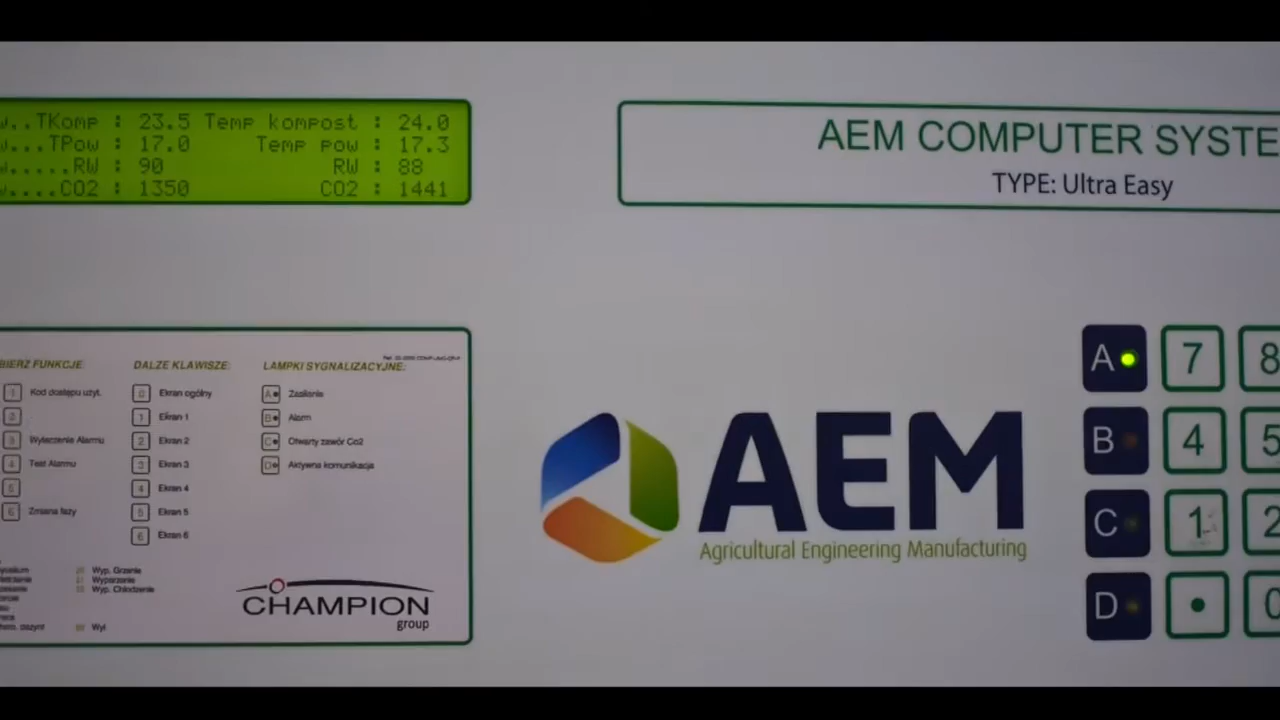 w..TKomp : 23.5 Temp kompost : 24.0
w...TPow : 17.0 Temp pow : 17.3
w.....RW : 90 RW : 88
w....CO2 : 1350 CO2 : 1441
AEM COMPUTER SYSTE
TYPE: Ultra Easy
BIERZ FUNKCJE:
1 Kod dostępu użyt.
2
3 Wyłaczenie Alarmu
4 Test Alarmu
5
6 Zmiana fazy
DALZE KLAWISZE:
0 Ekran ogólny
1 Ekran 1
2 Ekran 2
3 Ekran 3
4 Ekran 4
5 Ekran 5
6 Ekran 6
LAMPKI SYGNALIZACYJNE:
A Zasilanie
B Alarm
C Otwarty zawór Co2
D Aktywna komunikacja
Wyp. Grzanie
Wyparzanie
Wyp. Chłodzenie
Wył
CHAMPION
group
AEM
Agricultural Engineering Manufacturing
A 7 8
B 4 5
C 1 2
D • 0